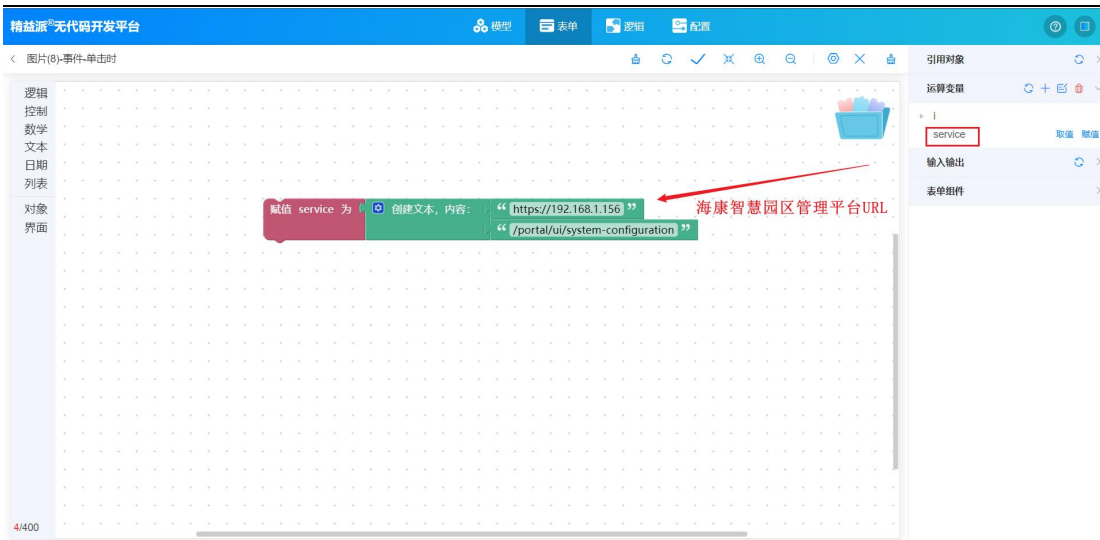 精益派®无代码开发平台 模型 表单 逻辑 配置
图片(8)-事件-单击时
引用对象
运算变量
i
service 取值 赋值
输入输出
表单组件
逻辑
控制
数学
文本
日期
列表
对象
界面
赋值 service 为 创建文本，内容： “ https://192.168.1.156 ”
“ /portal/ui/system-configuration ”
海康智慧园区管理平台URL
4/400